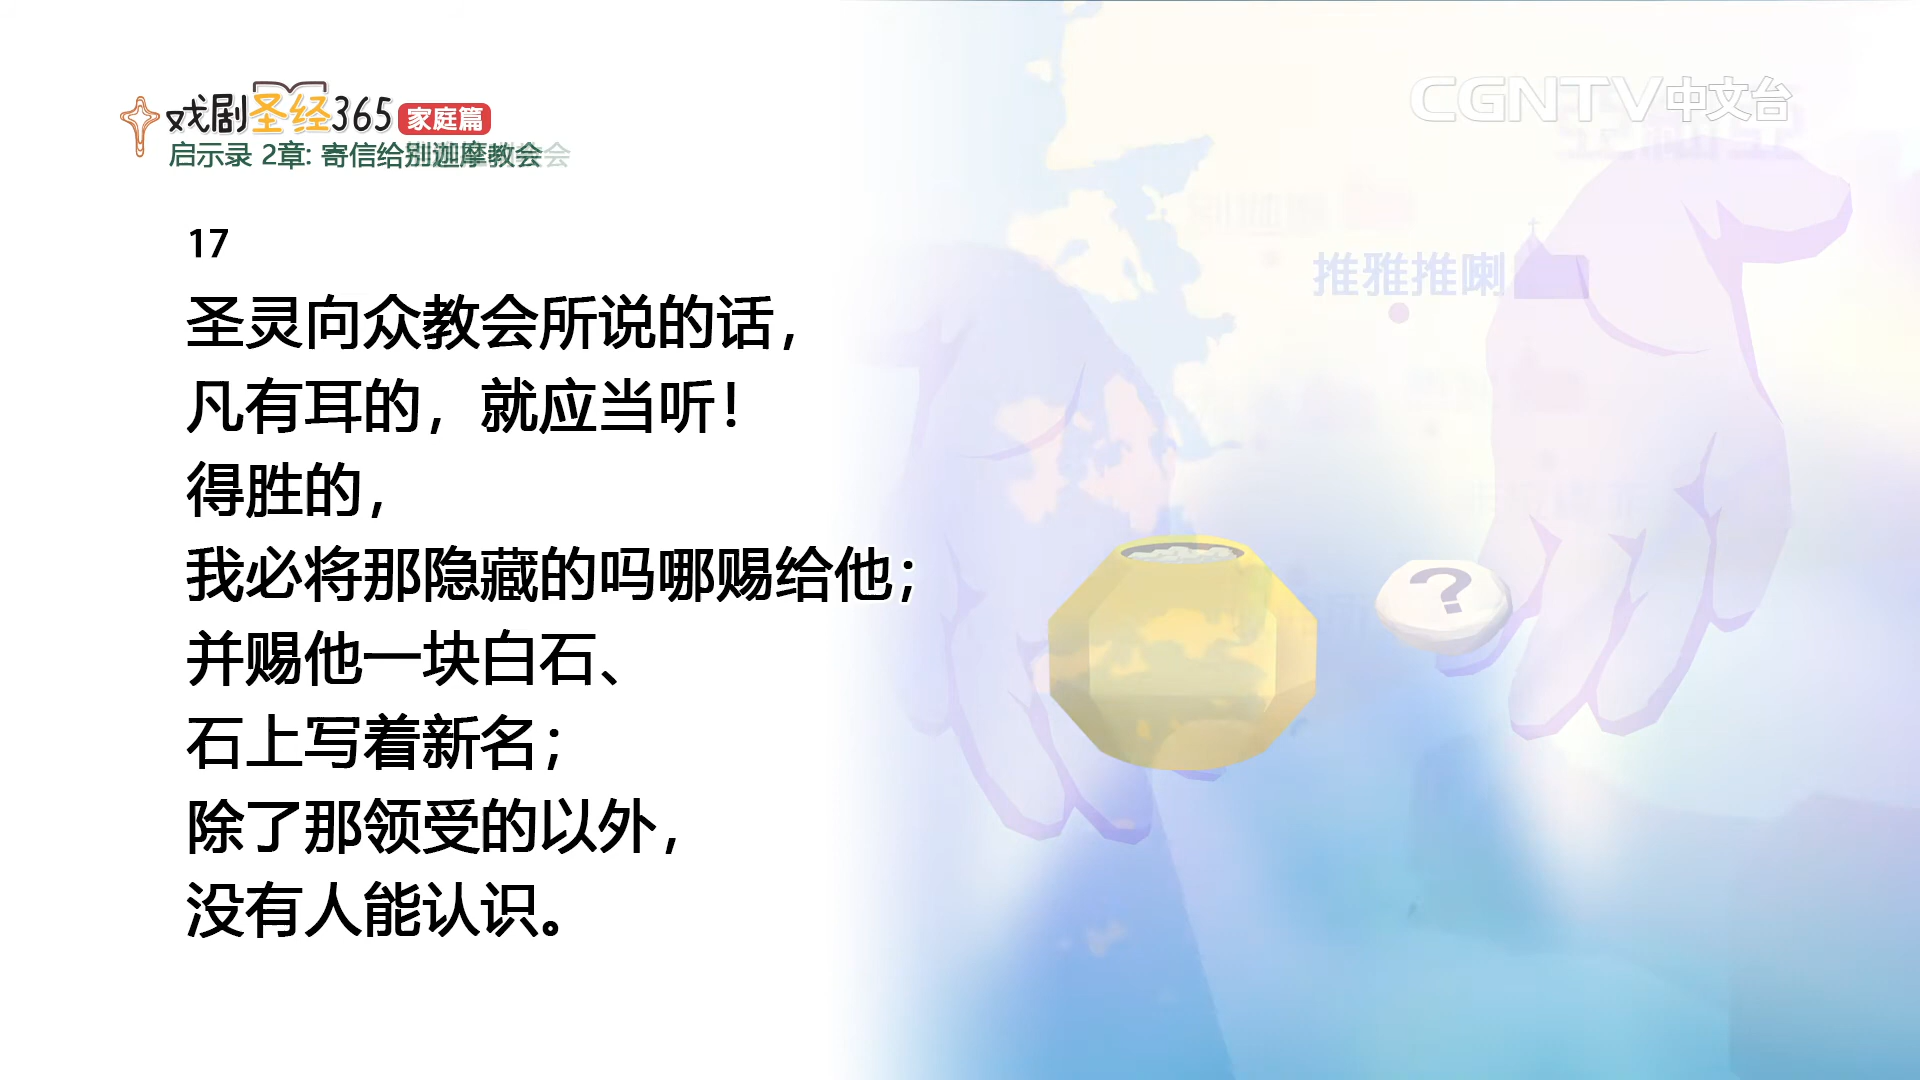 戏剧圣经365 家庭篇
启示录 2章: 寄信给别迦摩教会
CGNTV中文台
推雅推喇
17
圣灵向众教会所说的话，
凡有耳的，就应当听！
得胜的，
我必将那隐藏的吗哪赐给他；
并赐他一块白石、
石上写着新名；
除了那领受的以外，
没有人能认识。
?